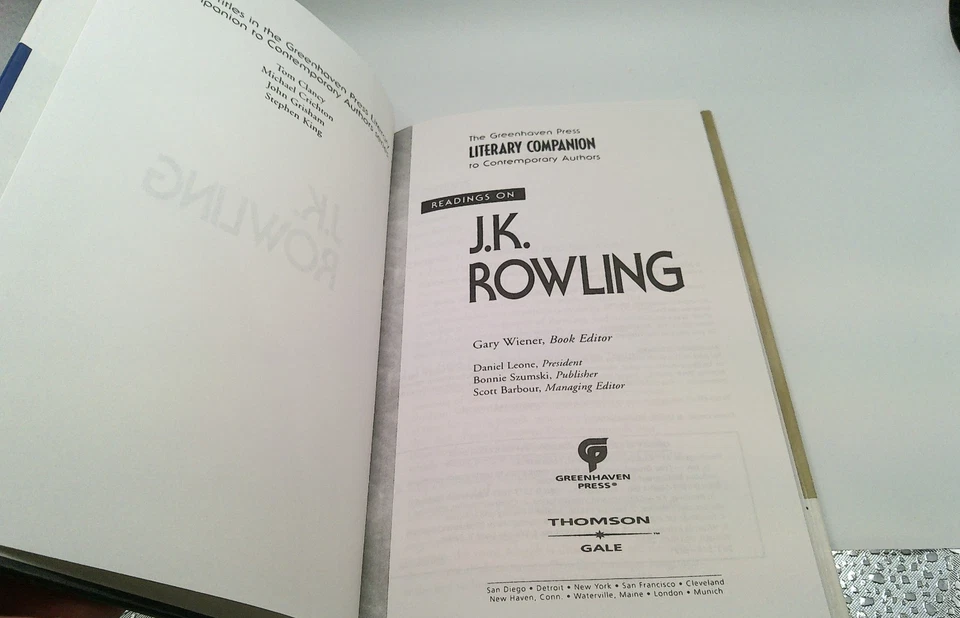 itles in the Greenhaven Press Literary
panion to Contemporary Authors Series
Tom Clancy
Michael Crichton
John Grisham
Stephen King
The Greenhaven Press
LITERARY COMPANION
to Contemporary Authors
READINGS ON
J.K.
ROWLING
Gary Wiener, Book Editor
Daniel Leone, President
Bonnie Szumski, Publisher
Scott Barbour, Managing Editor
GREENHAVEN
PRESS®
THOMSON
™
GALE
San Diego • Detroit • New York • San Francisco • Cleveland
New Haven, Conn. • Waterville, Maine • London • Munich